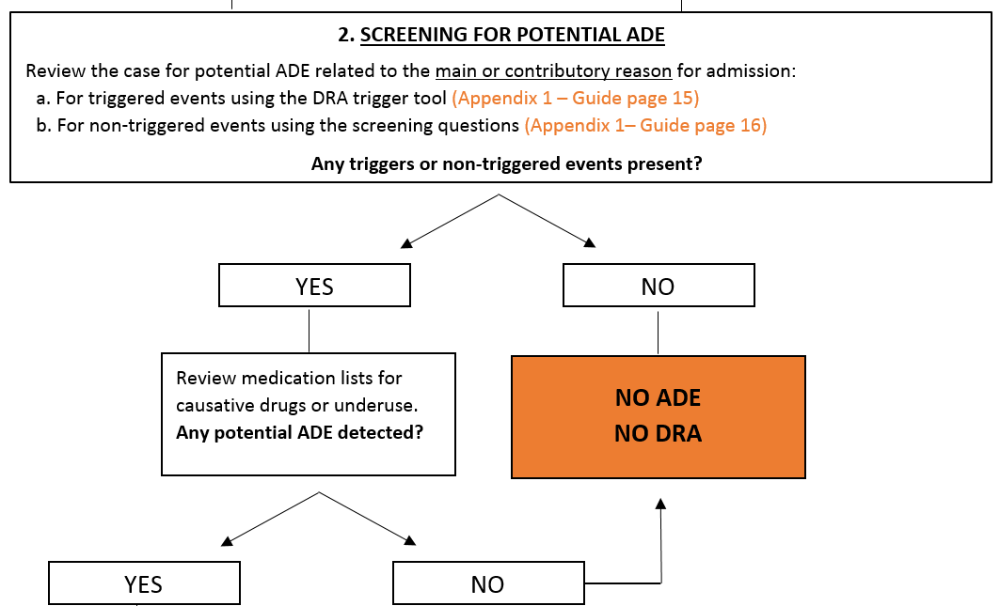 2. SCREENING FOR POTENTIAL ADE
Review the case for potential ADE related to the main or contributory reason for admission:
a. For triggered events using the DRA trigger tool (Appendix 1 – Guide page 15)
b. For non-triggered events using the screening questions (Appendix 1– Guide page 16)
Any triggers or non-triggered events present?
YES
NO
Review medication lists for
causative drugs or underuse.
Any potential ADE detected?
NO ADE
NO DRA
YES
NO